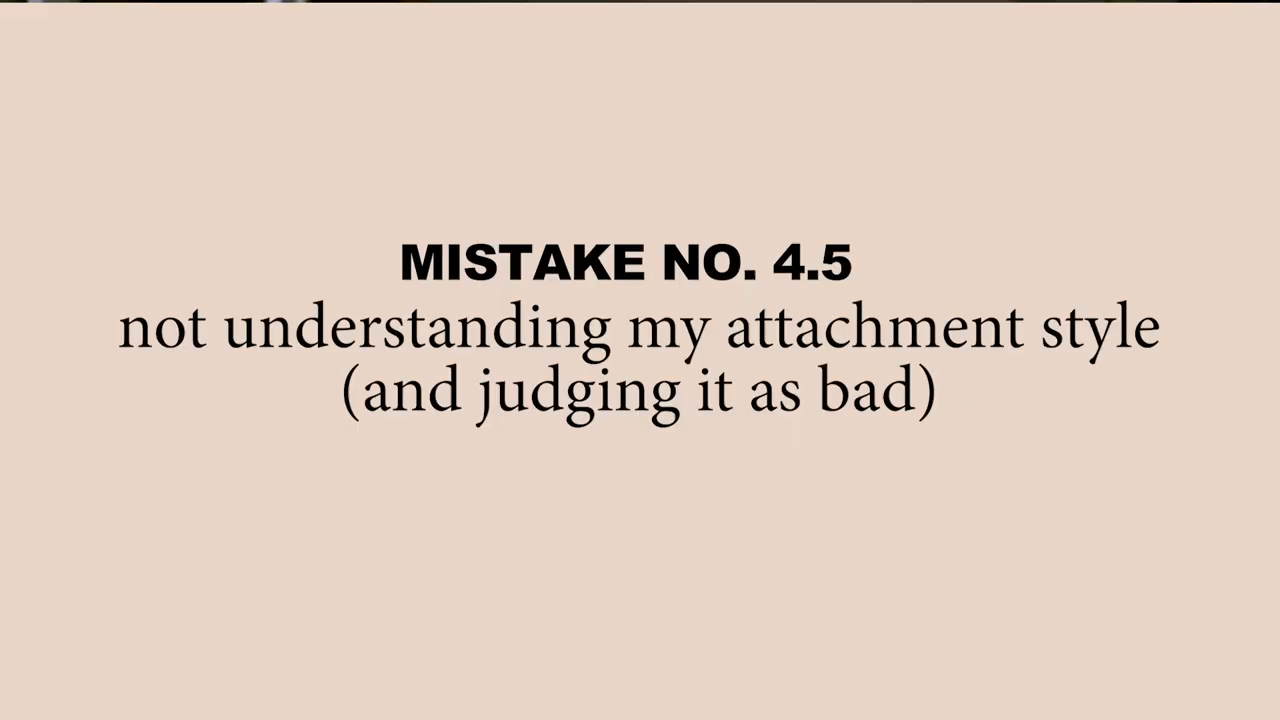 MISTAKE NO. 4.5
not understanding my attachment style
(and judging it as bad)